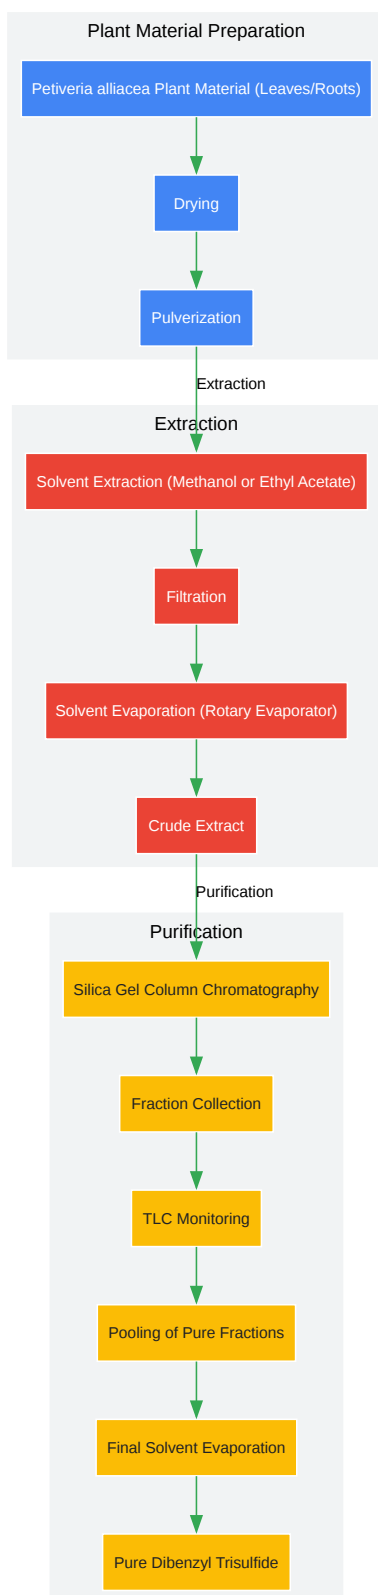 Plant Material Preparation
Petiveria alliacea Plant Material (Leaves/Roots)
Drying
Pulverization
Extraction
Extraction
Solvent Extraction (Methanol or Ethyl Acetate)
Filtration
Solvent Evaporation (Rotary Evaporator)
Crude Extract
Purification
Purification
Silica Gel Column Chromatography
Fraction Collection
TLC Monitoring
Pooling of Pure Fractions
Final Solvent Evaporation
Pure Dibenzyl Trisulfide